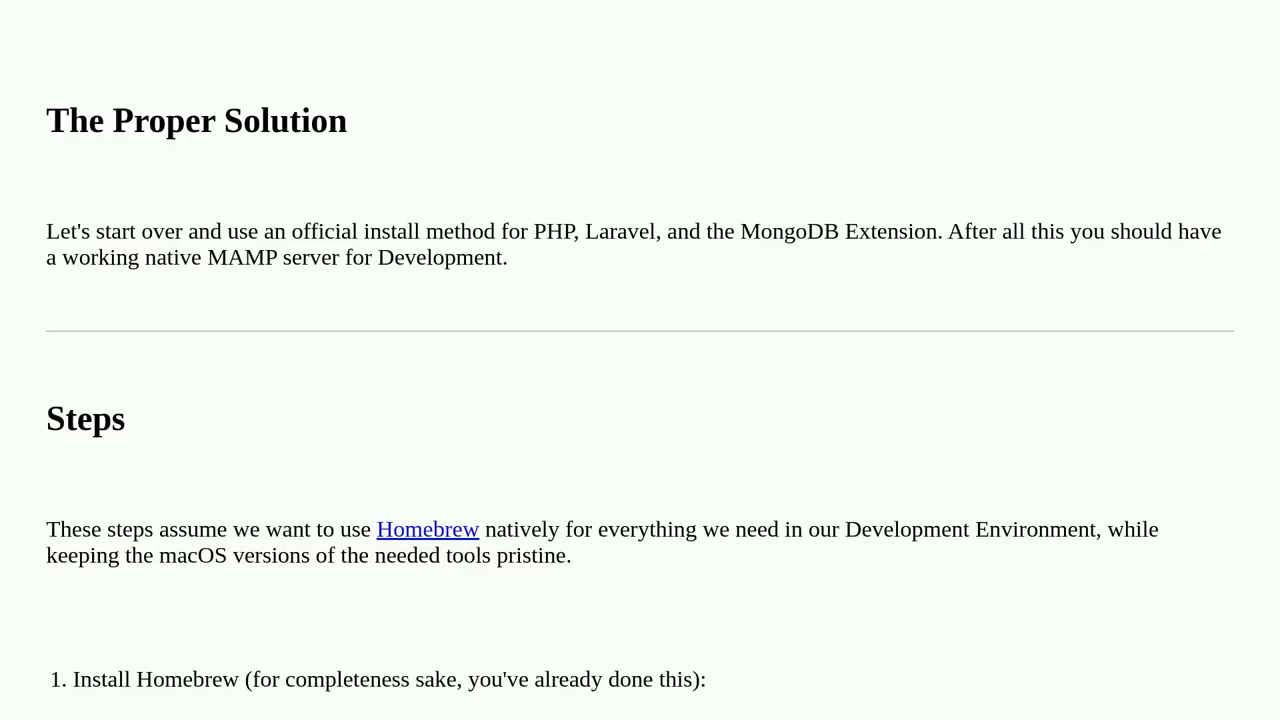 The Proper Solution
Let's start over and use an official install method for PHP, Laravel, and the MongoDB Extension. After all this you should have
a working native MAMP server for Development.
Steps
These steps assume we want to use Homebrew natively for everything we need in our Development Environment, while
keeping the macOS versions of the needed tools pristine.
1. Install Homebrew (for completeness sake, you've already done this):